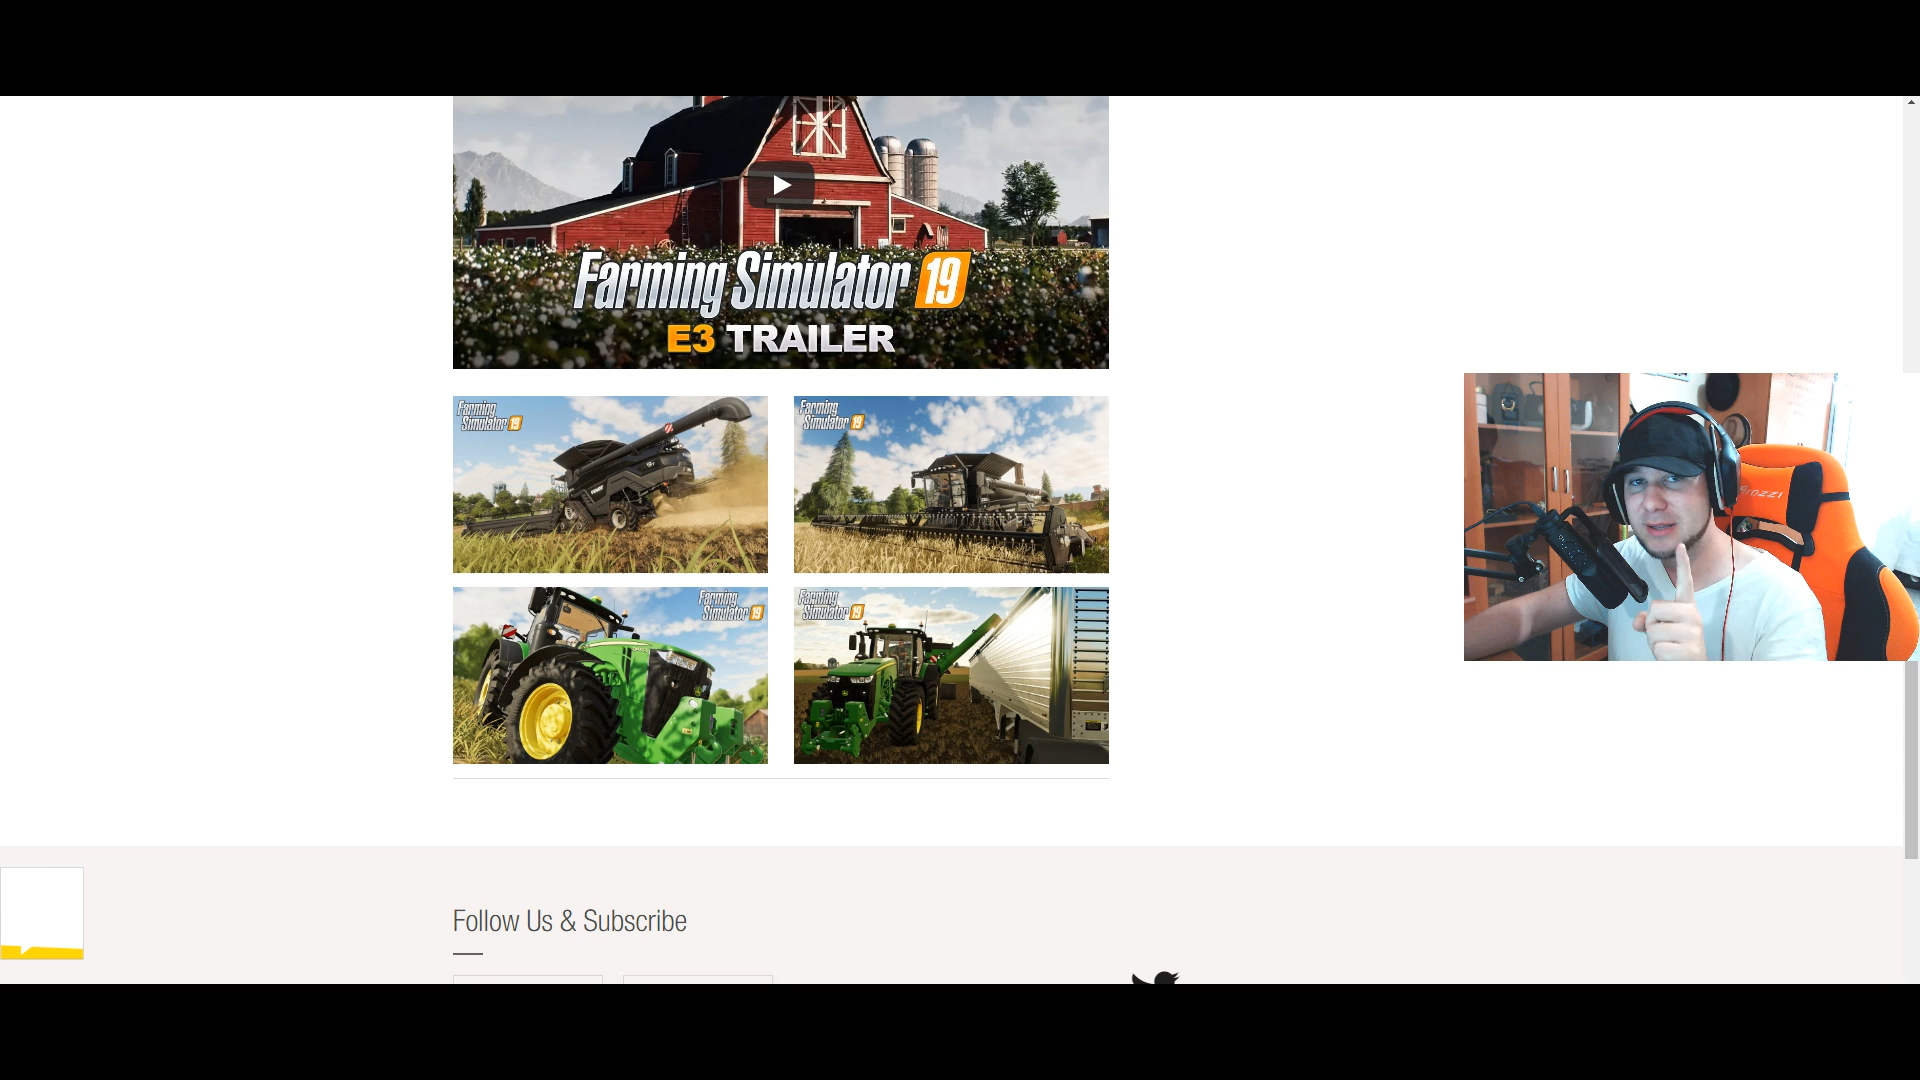 Farming Simulator 19
E3 TRAILER
Farming
Simulator 19
Farming
Simulator 19
Farming
Simulator 19
Farming
Simulator 19
Arozzi
Follow Us & Subscribe